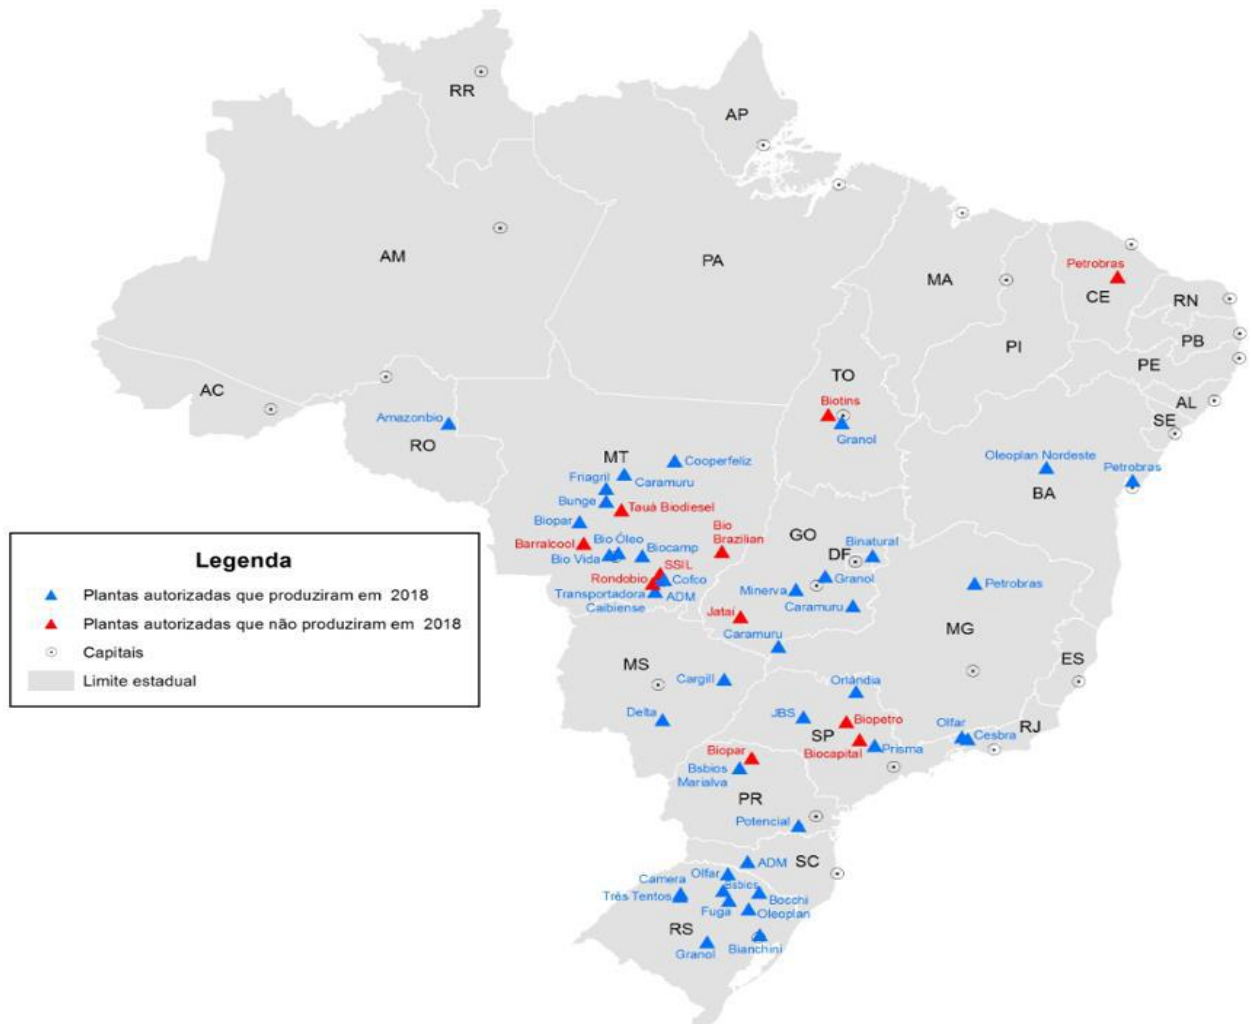 RR
AP
AM
PA
MA
Petrobras
CE
RN
PB
PI
PE
TO
AL
AC
Biotins
SE
Amazonbio
RO
Granol
MT
Cooperfeliz
Oleoplan Nordeste
Petrobras
Friagril
Caramuru
BA
Bunge
Tauá Biodiesel
Biopar
Bio
Brazilian
Barralcool
Bio Óleo
Biocamp
Bio Vida
GO
DF
Binatural
SSIL
Rondobio
Cofco
Granol
Minerva
Petrobras
Transportadora
Caibiense
ADM
Caramuru
Jataí
MG
Caramuru
MS
ES
Cargill
Orlândia
Delta
JBS
Biopetro
Olfar
RJ
SP
Cesbra
Biocapital
Prisma
Biopar
Bsbios
Marialva
PR
Potencial
ADM
SC
Olfar
Camera
Bsbios
Três Tentos
Bocchi
Fuga
Oleoplan
RS
Granol
Bianchini
Legenda
Plantas autorizadas que produziram em 2018
Plantas autorizadas que não produziram em 2018
Capitais
Limite estadual